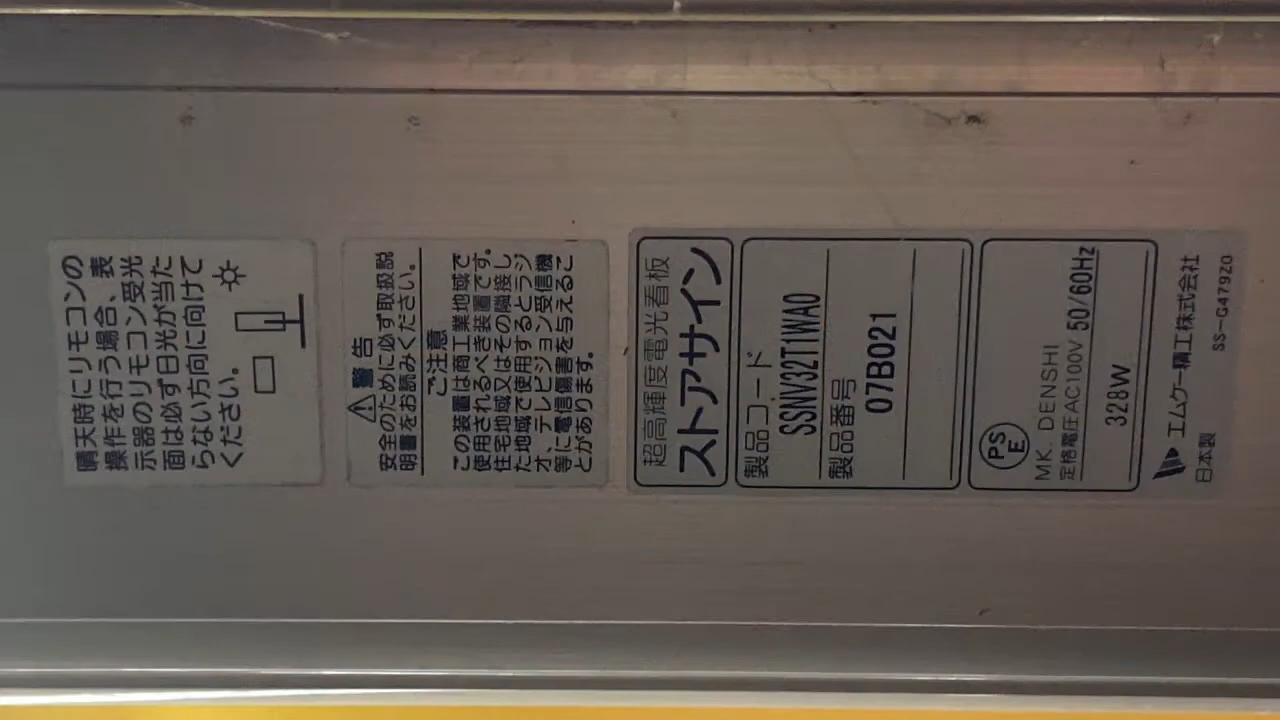 晴天時にリモコンの
操作を行う場合、表
示器のリモコン受光
面は必ず日光が当た
らない方向に向けて
ください。
警告
安全のために必ず取扱説
明書をお読みください。
ご注意
この装置は商工業地域で
使用されるべき装置です。
住宅地域又はその隣接し
た地域で使用するとラジ
オ、テレビジョン受信機
等に電信傷害を与えるこ
とがあります。
超高輝度電光看板
ストアサイン
製品コード
SSNV32T1WA0
製品番号
07B021
PS
E
MK. DENSHI
定格電圧AC100V 50/60Hz
328W
エムケー精工株式会社
日本製
SS-G479Z0